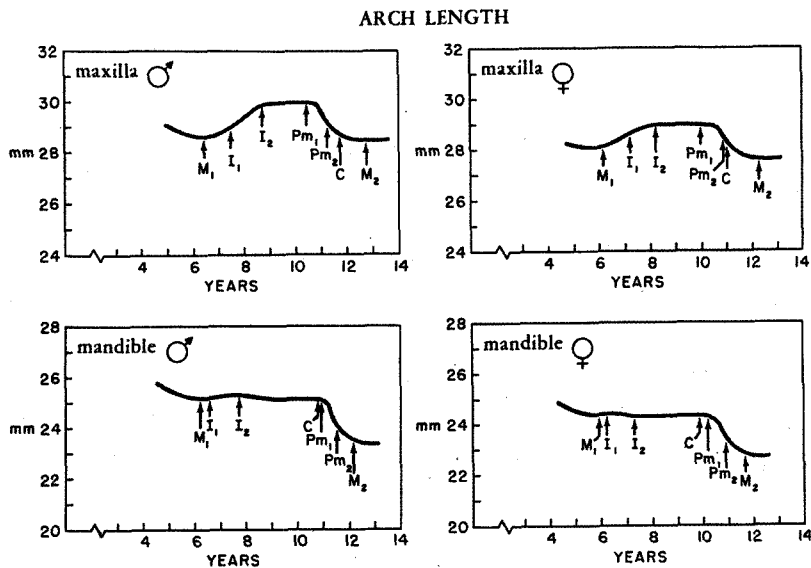 ARCH LENGTH
32
30
28
26
24
mm
maxilla ♂
M₁
I₁
I₂
Pm₁
Pm₂
C
M₂
4 6 8 10 12 14
YEARS
32
30
28
26
24
maxilla ♀
M₁
I₁
I₂
Pm₁
Pm₂
C
M₂
4 6 8 10 12 14
YEARS
28
26
24
22
20
mm
mandible ♂
M₁
I₁
I₂
C
Pm₁
Pm₂
M₂
4 6 8 10 12 14
YEARS
28
26
24
22
20
mm
mandible ♀
M₁
I₁
I₂
C
Pm₁
Pm₂
M₂
4 6 8 10 12 14
YEARS